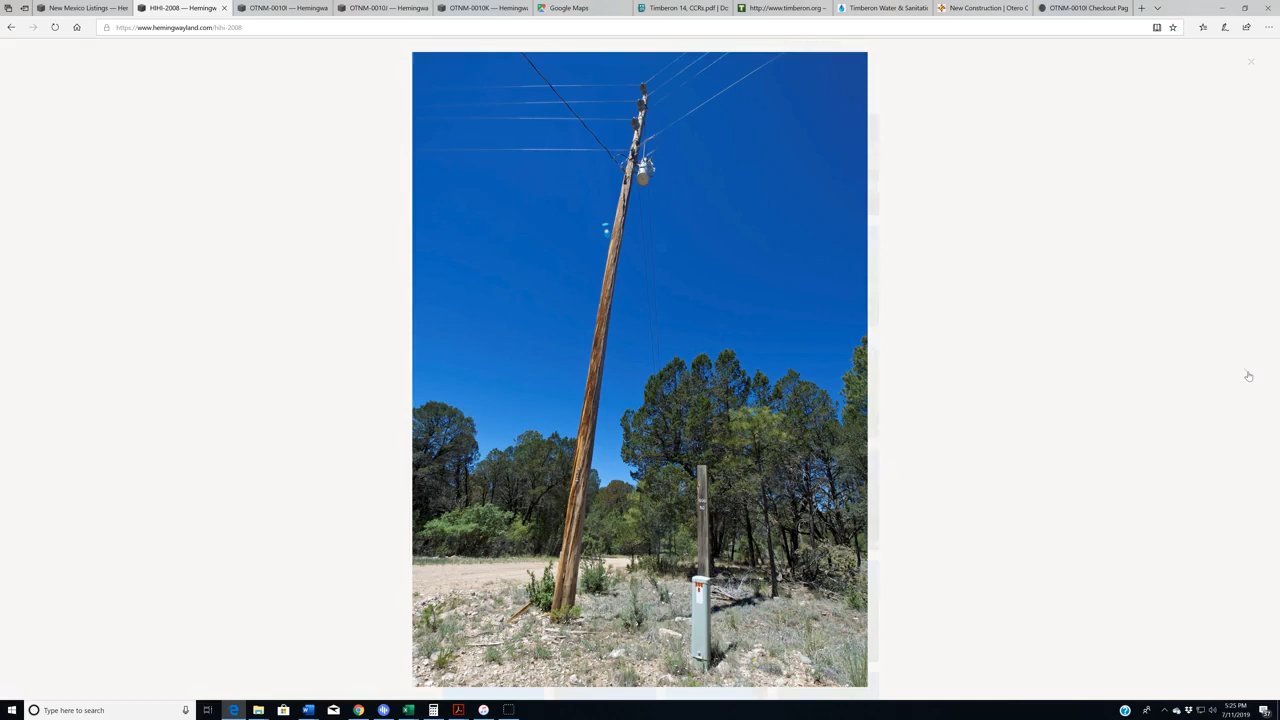 New Mexico Listings — Her
HIHI-2008 — Hemingw
OTNM-0010I — Hemingwa
OTNM-0010J — Hemingwa
OTNM-0010K — Hemingwa
Google Maps
Timberon 14, CCRs.pdf | Dc
http://www.timberon.org –
Timberon Water & Sanitati
New Construction | Otero C
OTNM-0010I Checkout Pag
https://www.hemingwayland.com/hihi-2008
Type here to search
5:25 PM
7/11/2019